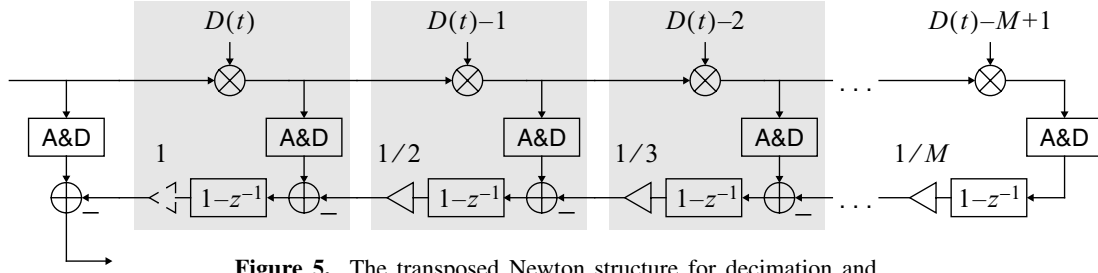 D(t) D(t)–1 D(t)–2 D(t)–M+1
. . .
A&D A&D A&D A&D A&D
1 1/2 1/3 1/M
1–z⁻¹ 1–z⁻¹ 1–z⁻¹ . . . 1–z⁻¹
– – – –
Figure 5. The transposed Newton structure for decimation and